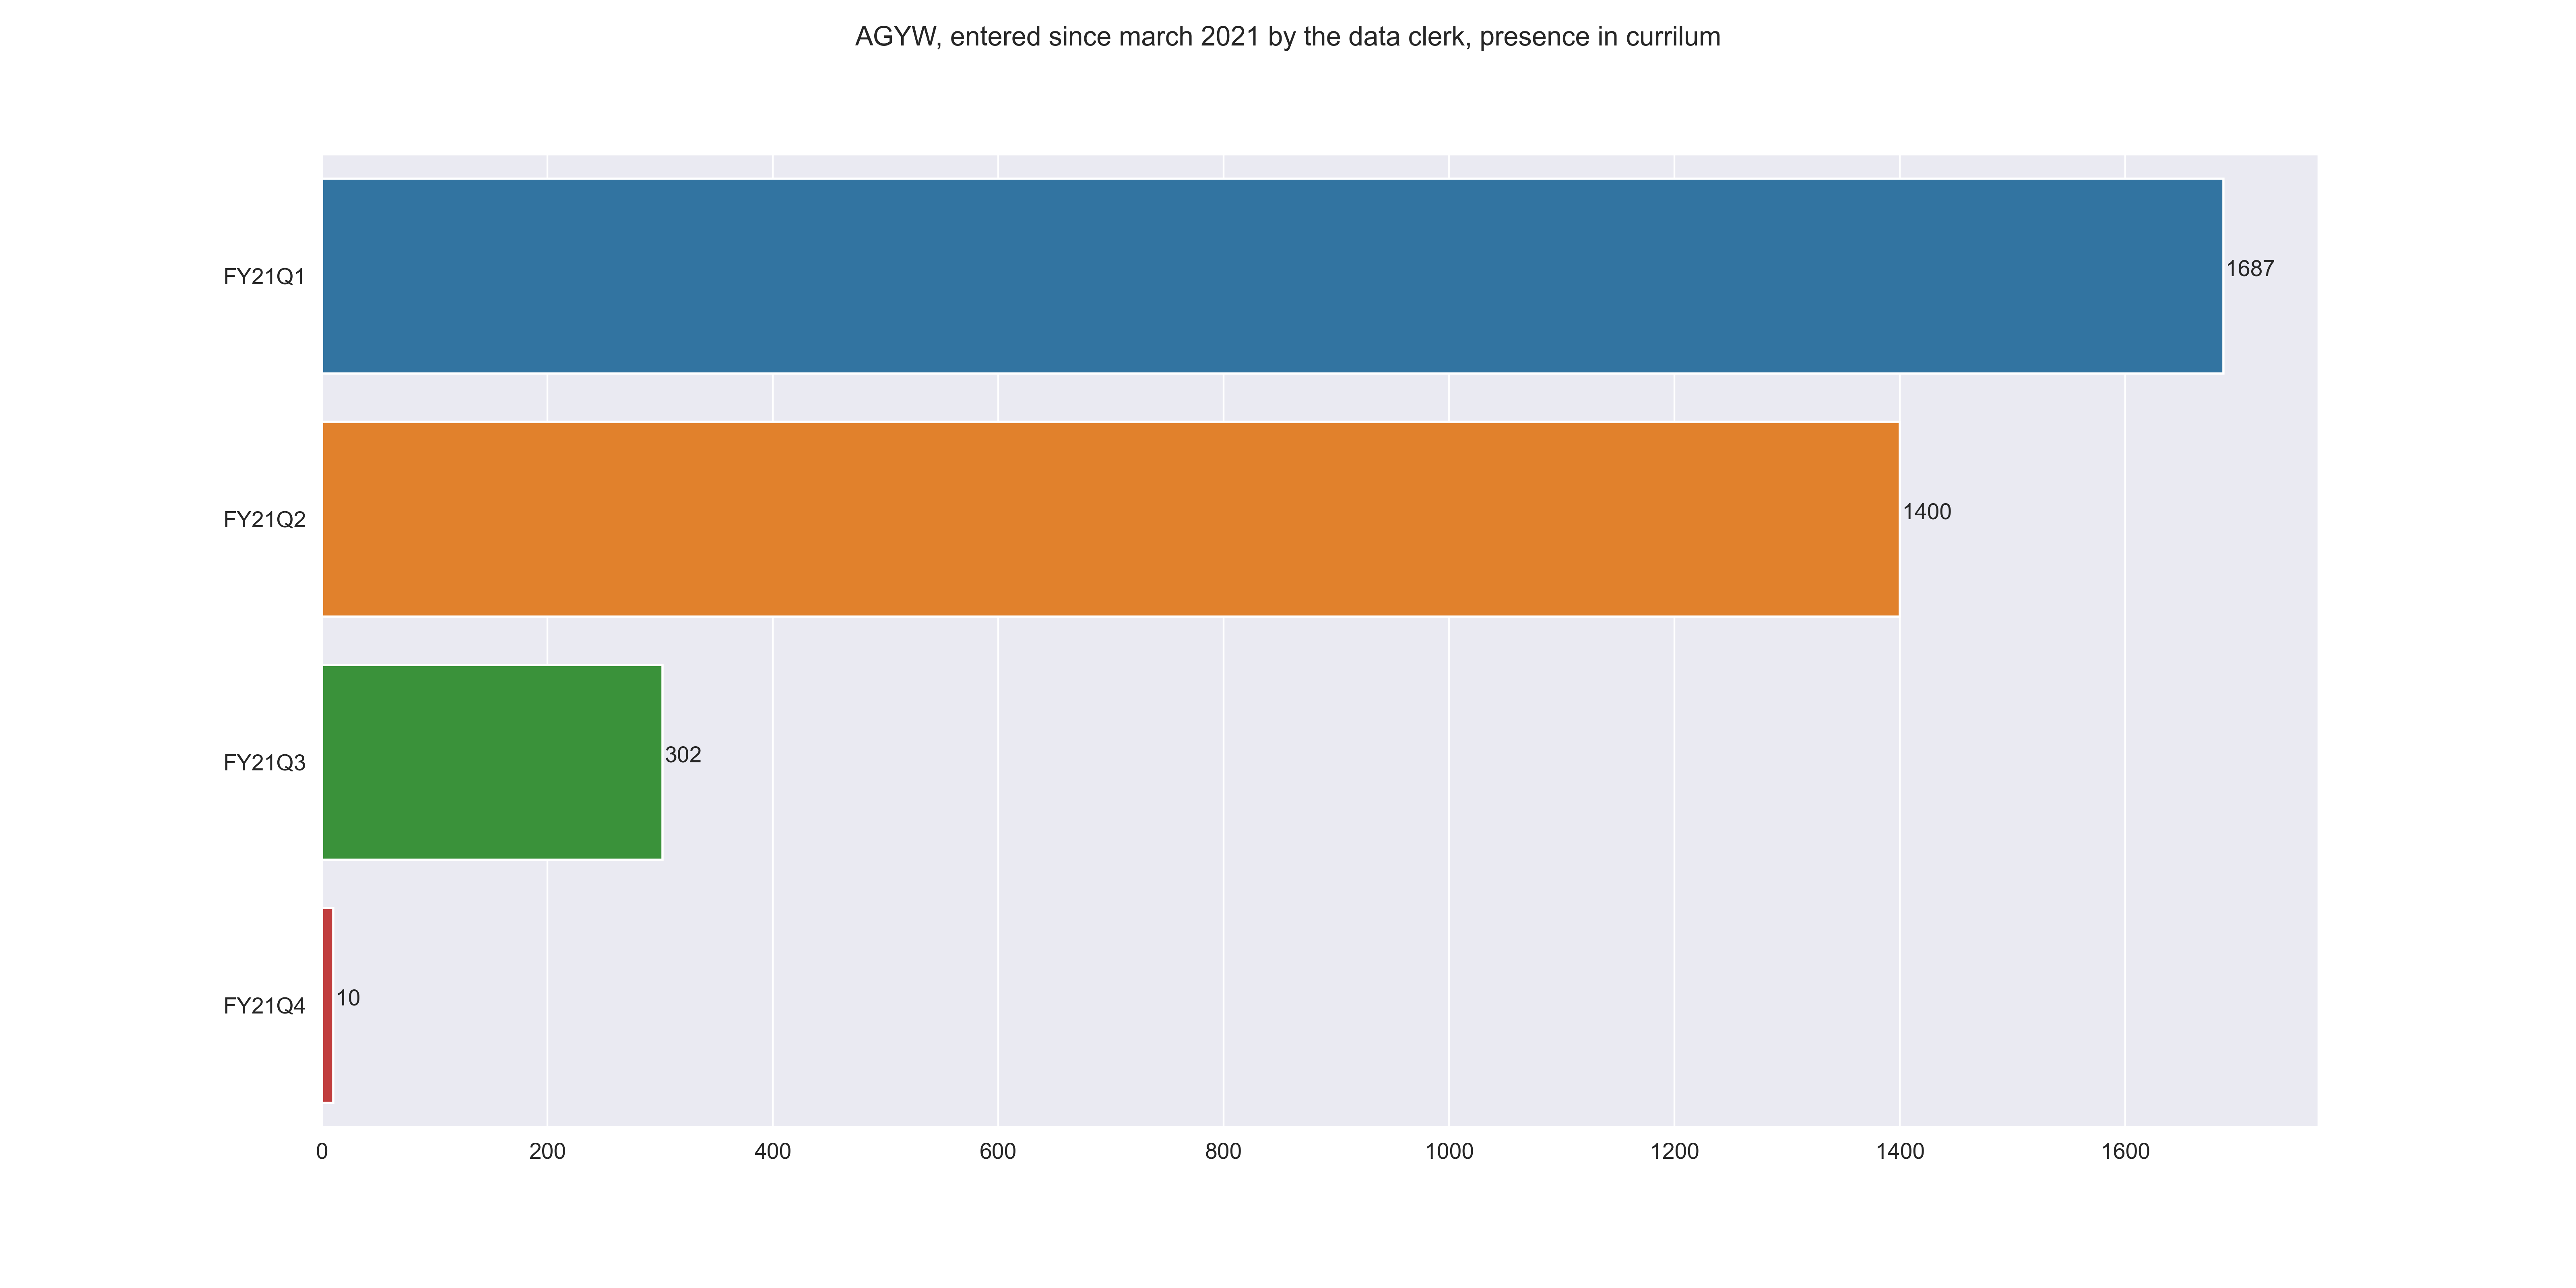 AGYW, entered since march 2021 by the data clerk, presence in currilum
FY21Q1
1687
FY21Q2
1400
FY21Q3
302
FY21Q4
10
0 200 400 600 800 1000 1200 1400 1600